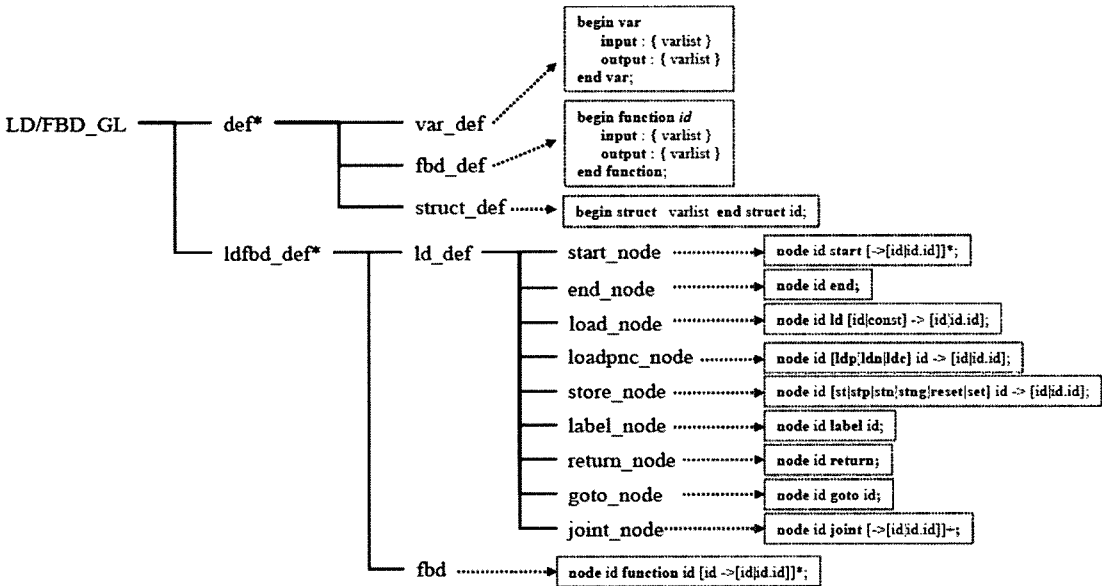 begin var
input : { varlist }
output : { varlist }
end var;
LD/FBD_GL
def*
var_def
begin function id
input : { varlist }
output : { varlist }
end function;
fbd_def
struct_def
begin struct varlist end struct id;
ldfbd_def*
ld_def
start_node
node id start [->[id|id.id]]*;
end_node
node id end;
load_node
node id ld [id|const] -> [id|id.id];
loadpnc_node
node id [ldp|ldn|ldc] id -> [id|id.id];
store_node
node id [st|stp|stn|stng|reset|set] id -> [id|id.id];
label_node
node id label id;
return_node
node id return;
goto_node
node id goto id;
joint_node
node id joint [->[id|id.id]]+;
fbd
node id function id [id ->[id|id.id]]*;